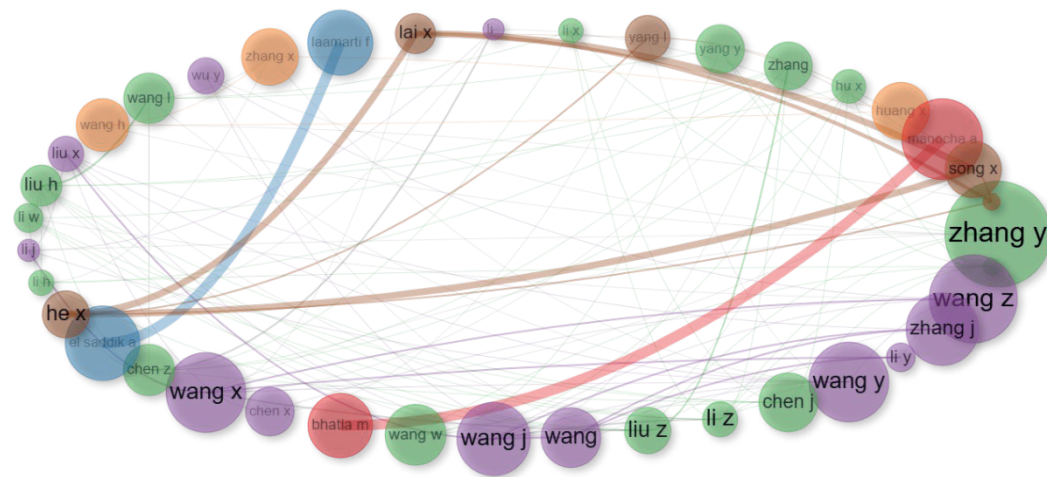 laamarti f
lai x
li
li x
yang l
yang y
zhang
hu x
huang x
manocha a
song x
zhang y
wang z
zhang j
li y
wang y
chen j
li z
liu z
wang
wang j
wang w
bhatia m
chen x
wang x
chen z
el saddik a
he x
li h
li j
li w
liu h
liu x
wang h
wang l
wu y
zhang x